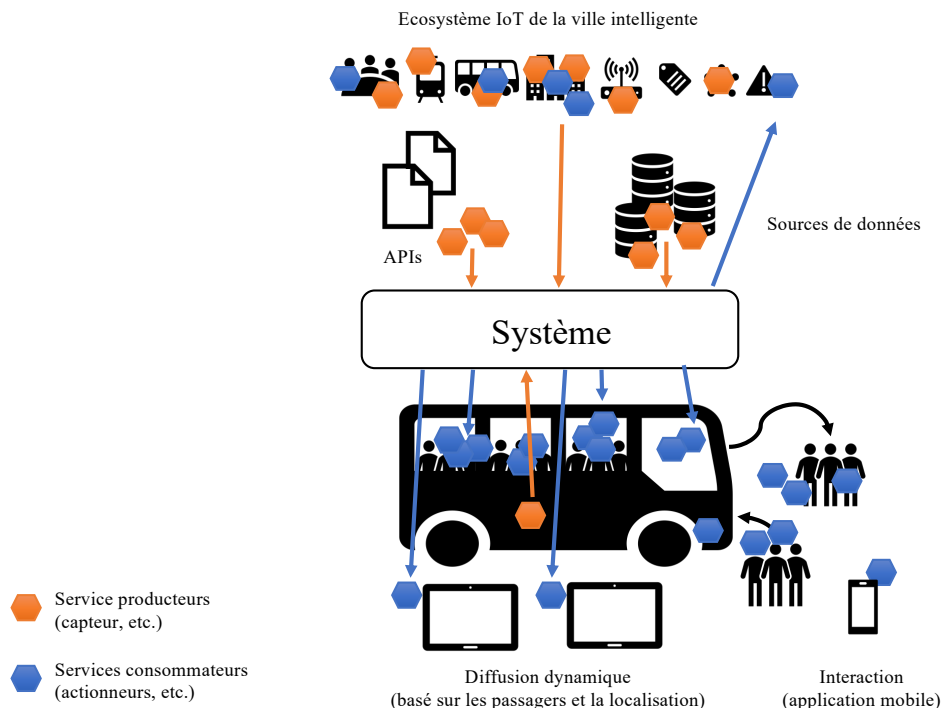 Ecosystème IoT de la ville intelligente
APIs
Sources de données
Système
Service producteurs
(capteur, etc.)
Services consommateurs
(actionneurs, etc.)
Diffusion dynamique
(basé sur les passagers et la localisation)
Interaction
(application mobile)